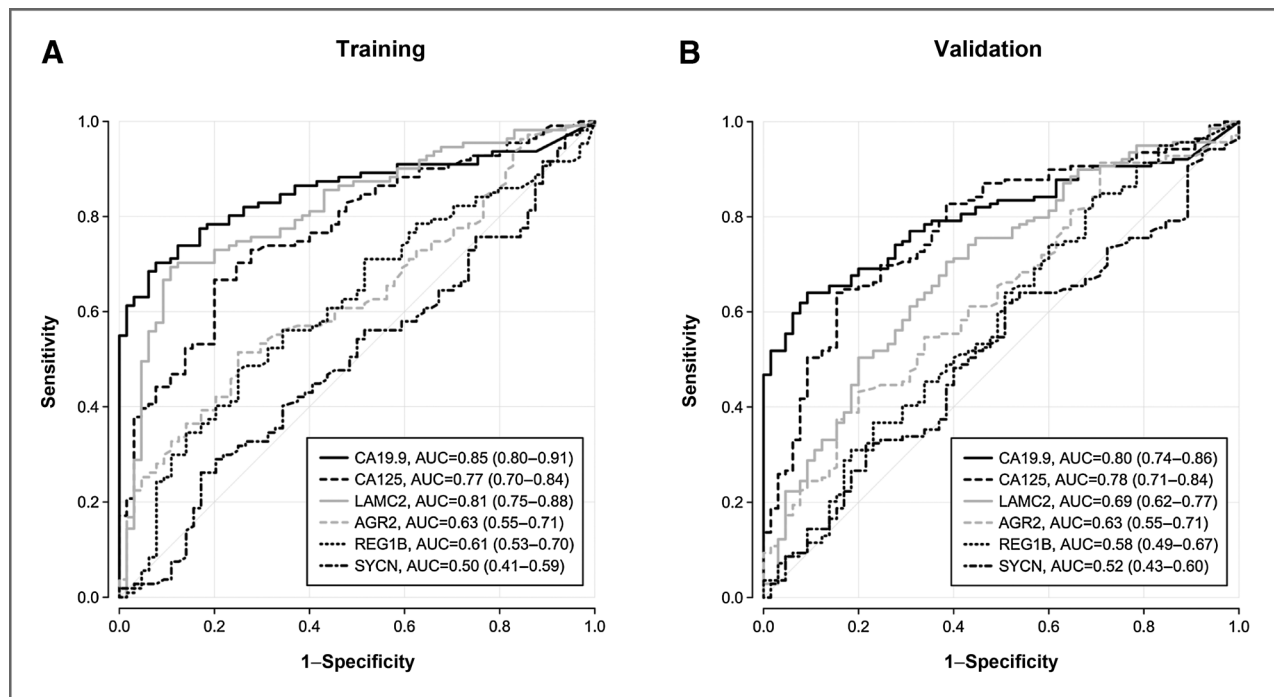 A
Training
1.0
0.8
0.6
0.4
0.2
0.0
Sensitivity
CA19.9, AUC=0.85 (0.80–0.91)
CA125, AUC=0.77 (0.70–0.84)
LAMC2, AUC=0.81 (0.75–0.88)
AGR2, AUC=0.63 (0.55–0.71)
REG1B, AUC=0.61 (0.53–0.70)
SYCN, AUC=0.50 (0.41–0.59)
0.0 0.2 0.4 0.6 0.8 1.0
1–Specificity
B
Validation
1.0
0.8
0.6
0.4
0.2
0.0
Sensitivity
CA19.9, AUC=0.80 (0.74–0.86)
CA125, AUC=0.78 (0.71–0.84)
LAMC2, AUC=0.69 (0.62–0.77)
AGR2, AUC=0.63 (0.55–0.71)
REG1B, AUC=0.58 (0.49–0.67)
SYCN, AUC=0.52 (0.43–0.60)
0.0 0.2 0.4 0.6 0.8 1.0
1–Specificity